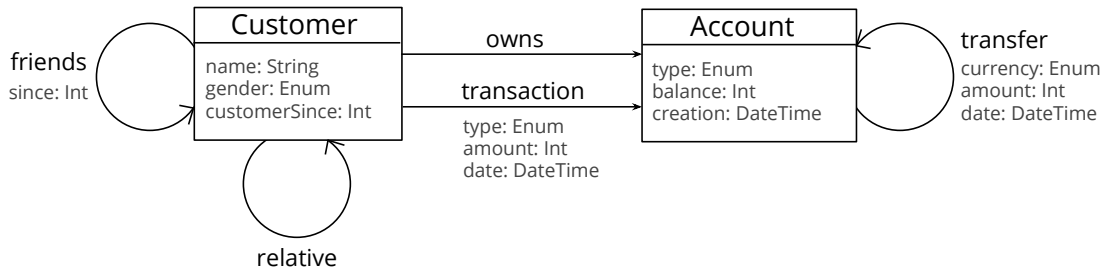 Customer
name: String
gender: Enum
customerSince: Int
friends
since: Int
relative
owns
transaction
type: Enum
amount: Int
date: DateTime
Account
type: Enum
balance: Int
creation: DateTime
transfer
currency: Enum
amount: Int
date: DateTime